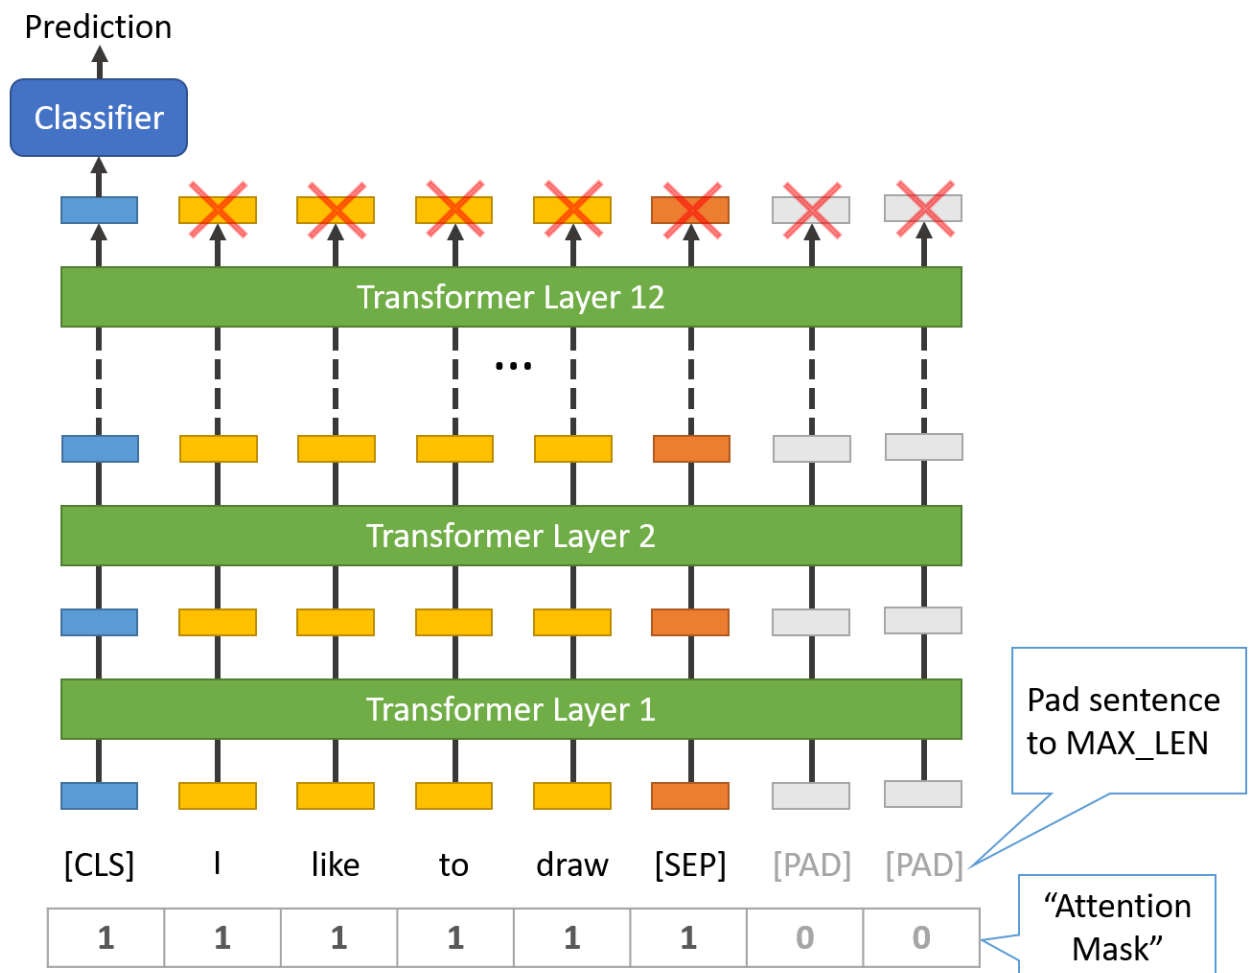 Prediction
Classifier
Transformer Layer 12
...
Transformer Layer 2
Transformer Layer 1
Pad sentence
to MAX_LEN
[CLS] I like to draw [SEP] [PAD] [PAD]
1 1 1 1 1 1 0 0
“Attention
Mask”